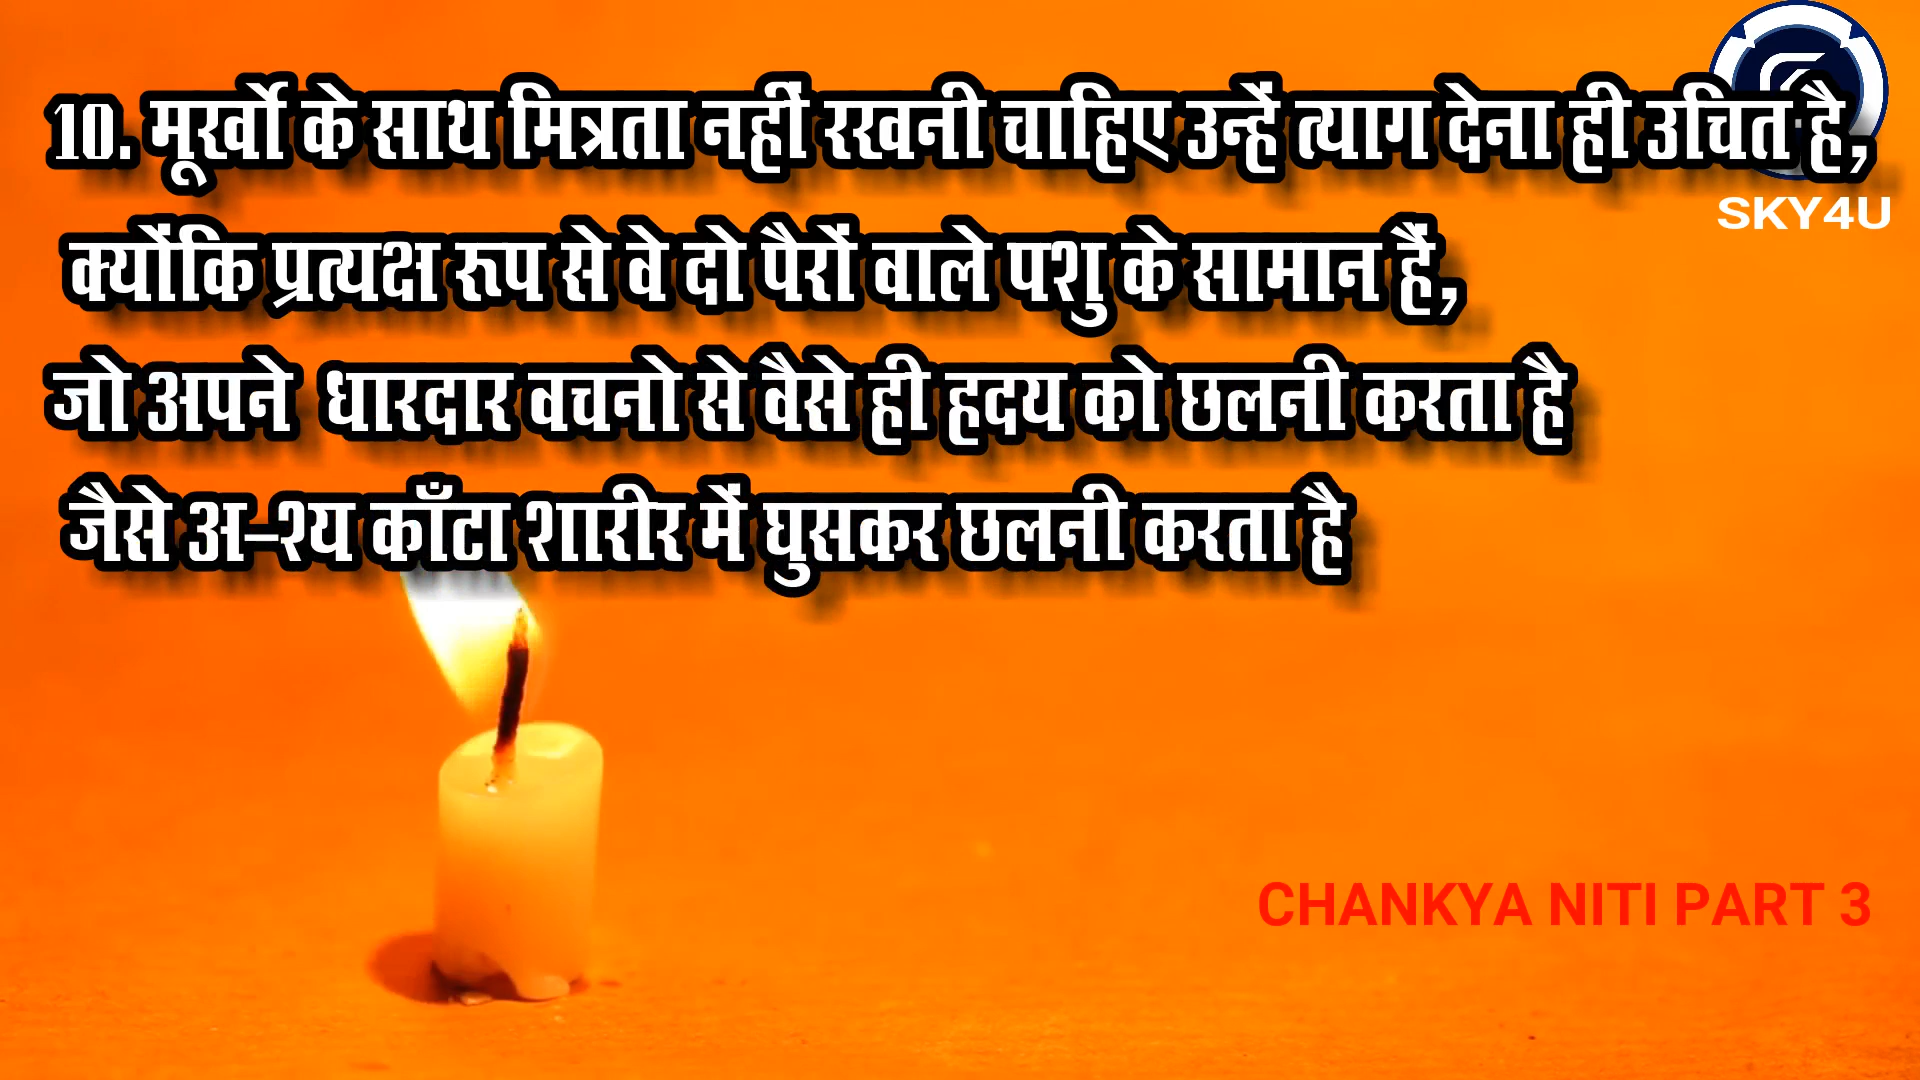 10. मूर्खो के साथ मित्रता नहीं रखनी चाहिए उन्हें त्याग देना ही उचित है,
SKY4U
क्योंकि प्रत्यक्ष रूप से वे दो पैरों वाले पशु के सामान हैं,
जो अपने धारदार वचनो से वैसे ही हदय को छलनी करता है
जैसे अ-श्य काँटा शारीर में घुसकर छलनी करता है
CHANKYA NITI PART 3